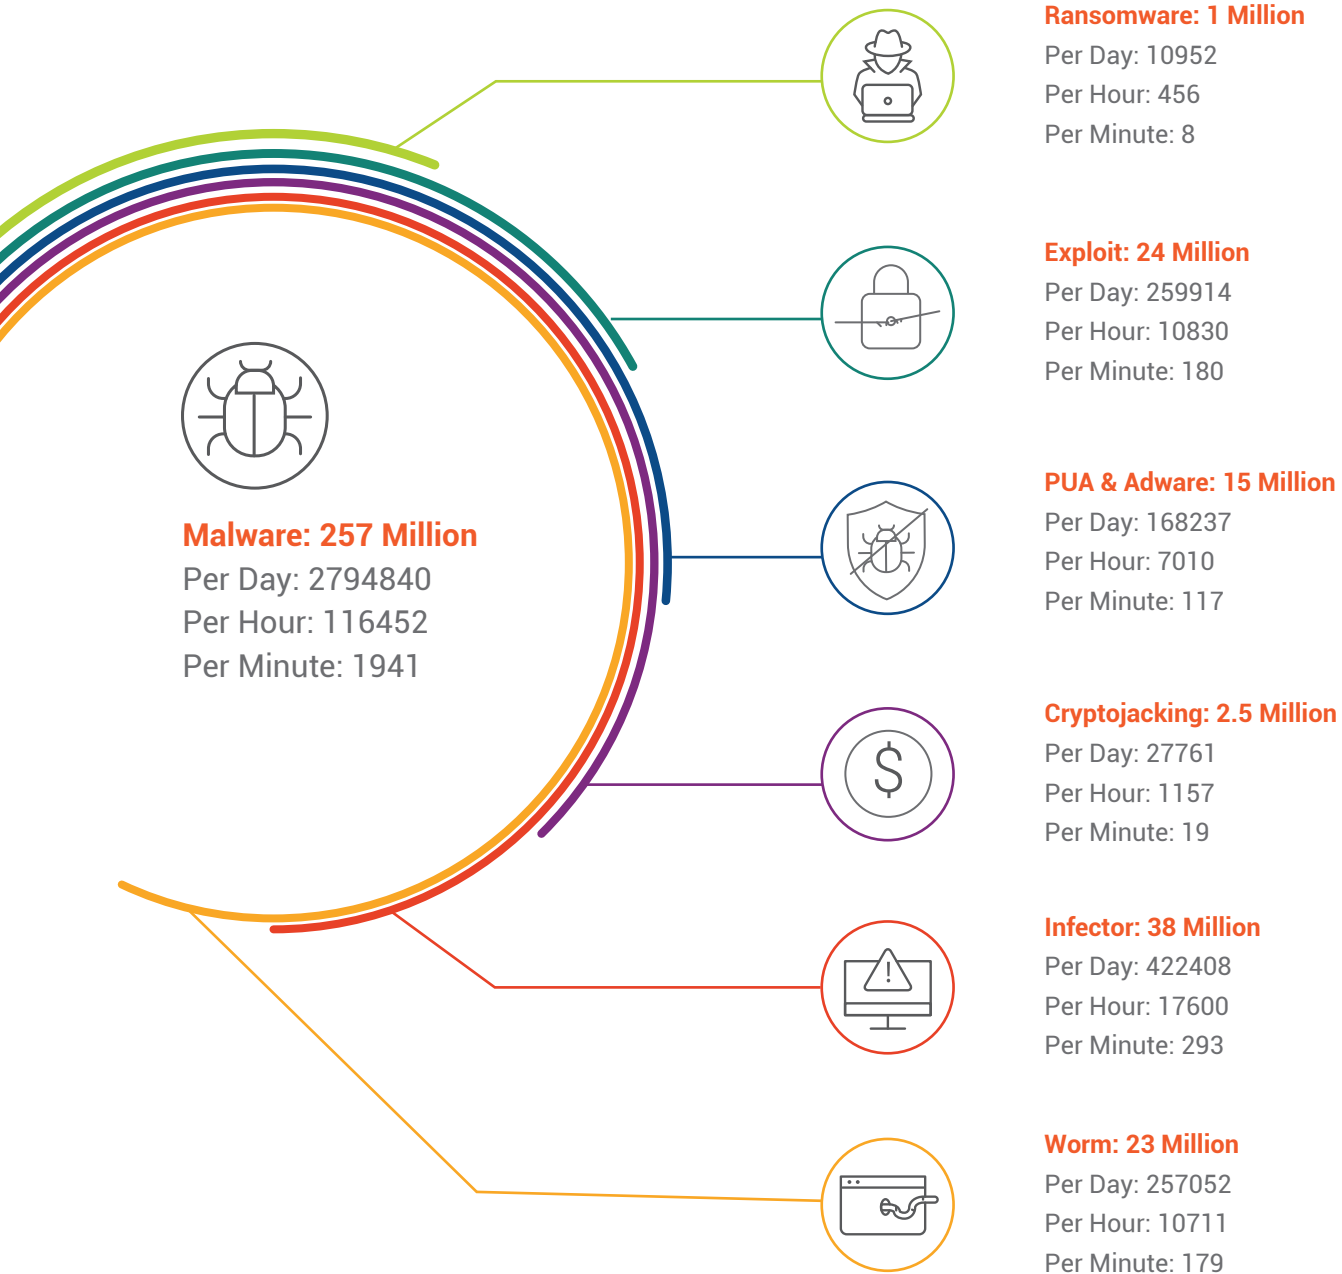 Ransomware: 1 Million
Per Day: 10952
Per Hour: 456
Per Minute: 8
Exploit: 24 Million
Per Day: 259914
Per Hour: 10830
Per Minute: 180
Malware: 257 Million
Per Day: 2794840
Per Hour: 116452
Per Minute: 1941
PUA & Adware: 15 Million
Per Day: 168237
Per Hour: 7010
Per Minute: 117
Cryptojacking: 2.5 Million
Per Day: 27761
Per Hour: 1157
Per Minute: 19
Infector: 38 Million
Per Day: 422408
Per Hour: 17600
Per Minute: 293
Worm: 23 Million
Per Day: 257052
Per Hour: 10711
Per Minute: 179